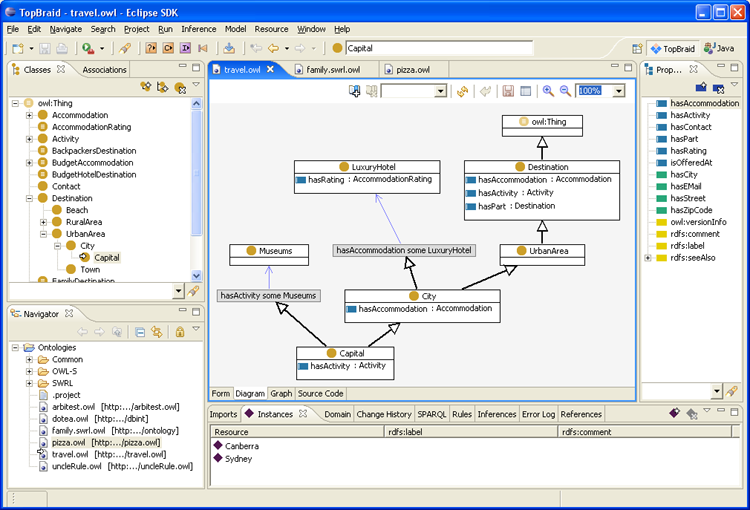 TopBraid - travel.owl - Eclipse SDK
File Edit Navigate Search Project Run Inference Model Resource Window Help
Capital
TopBraid
Java
Classes
Associations
owl:Thing
Accommodation
AccommodationRating
Activity
BackpackersDestination
BudgetAccommodation
BudgetHotelDestination
Contact
Destination
Beach
RuralArea
UrbanArea
City
Capital
Town
FamilyDestination
Navigator
Ontologies
Common
OWL-S
SWRL
.project
arbitest.owl [http:.../arbitest.owl]
dotea.owl [http:.../dbint]
family.swrl.owl [http:.../ontology]
pizza.owl [http:.../pizza.owl]
travel.owl [http:.../travel.owl]
uncleRule.owl [http:.../uncleRule.owl]
travel.owl
family.swrl.owl
pizza.owl
100%
owl:Thing
LuxuryHotel
hasRating : AccommodationRating
Destination
hasAccommodation : Accommodation
hasActivity : Activity
hasPart : Destination
Museums
hasAccommodation some LuxuryHotel
UrbanArea
hasActivity some Museums
City
hasAccommodation : Accommodation
Capital
hasActivity : Activity
Form Diagram Graph Source Code
Imports Instances Domain Change History SPARQL Rules Inferences Error Log References
Resource rdfs:label rdfs:comment
Canberra
Sydney
Prop...
hasAccommodation
hasActivity
hasContact
hasPart
hasRating
isOfferedAt
hasCity
hasEMail
hasStreet
hasZipCode
owl:versionInfo
rdfs:comment
rdfs:label
rdfs:seeAlso